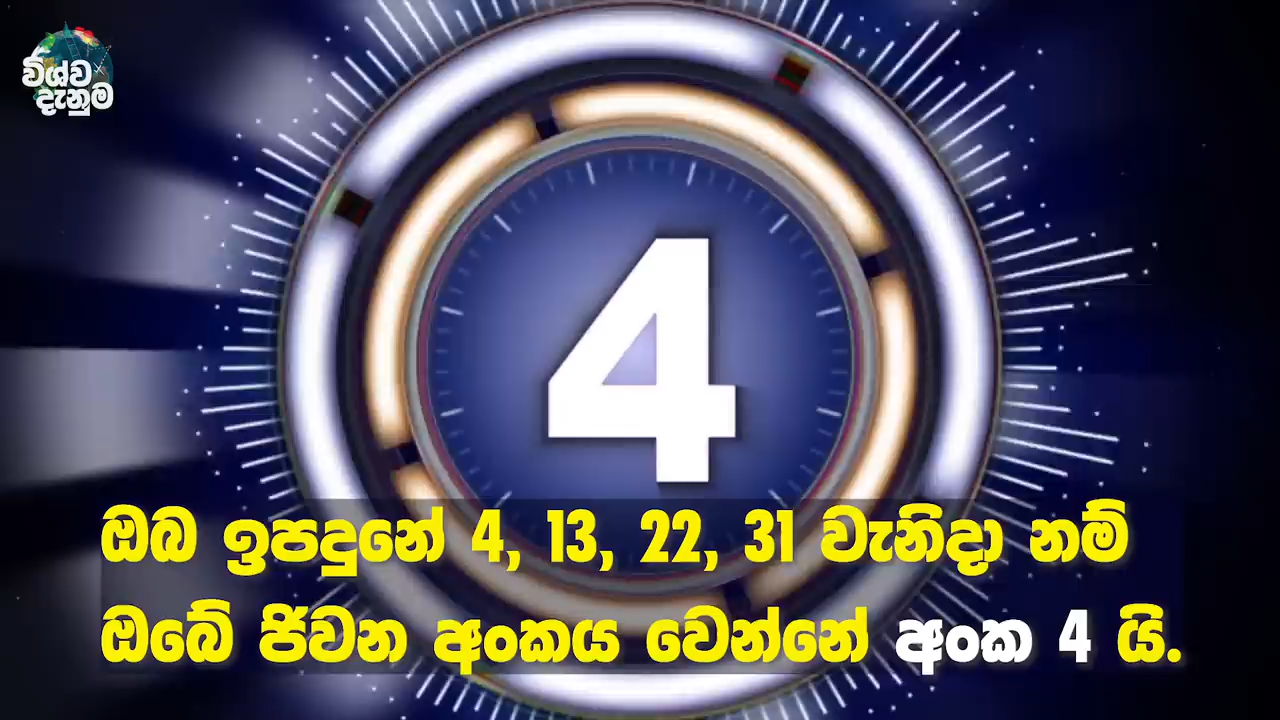 විශ්ව
දැනුම
4
ඔබ ඉපදුනේ 4, 13, 22, 31 වැනිදා නම්
ඔබේ ජිවන අංකය වෙන්නේ අංක 4 යි.